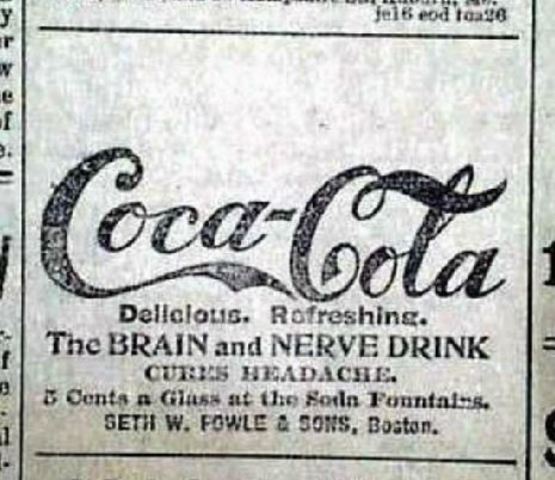 je16 eod toa26
Coca-Cola
Delicious. Refreshing.
The BRAIN and NERVE DRINK
CURES HEADACHE.
5 Cents a Glass at the Soda Fountains.
SETH W. FOWLE & SONS, Boston.